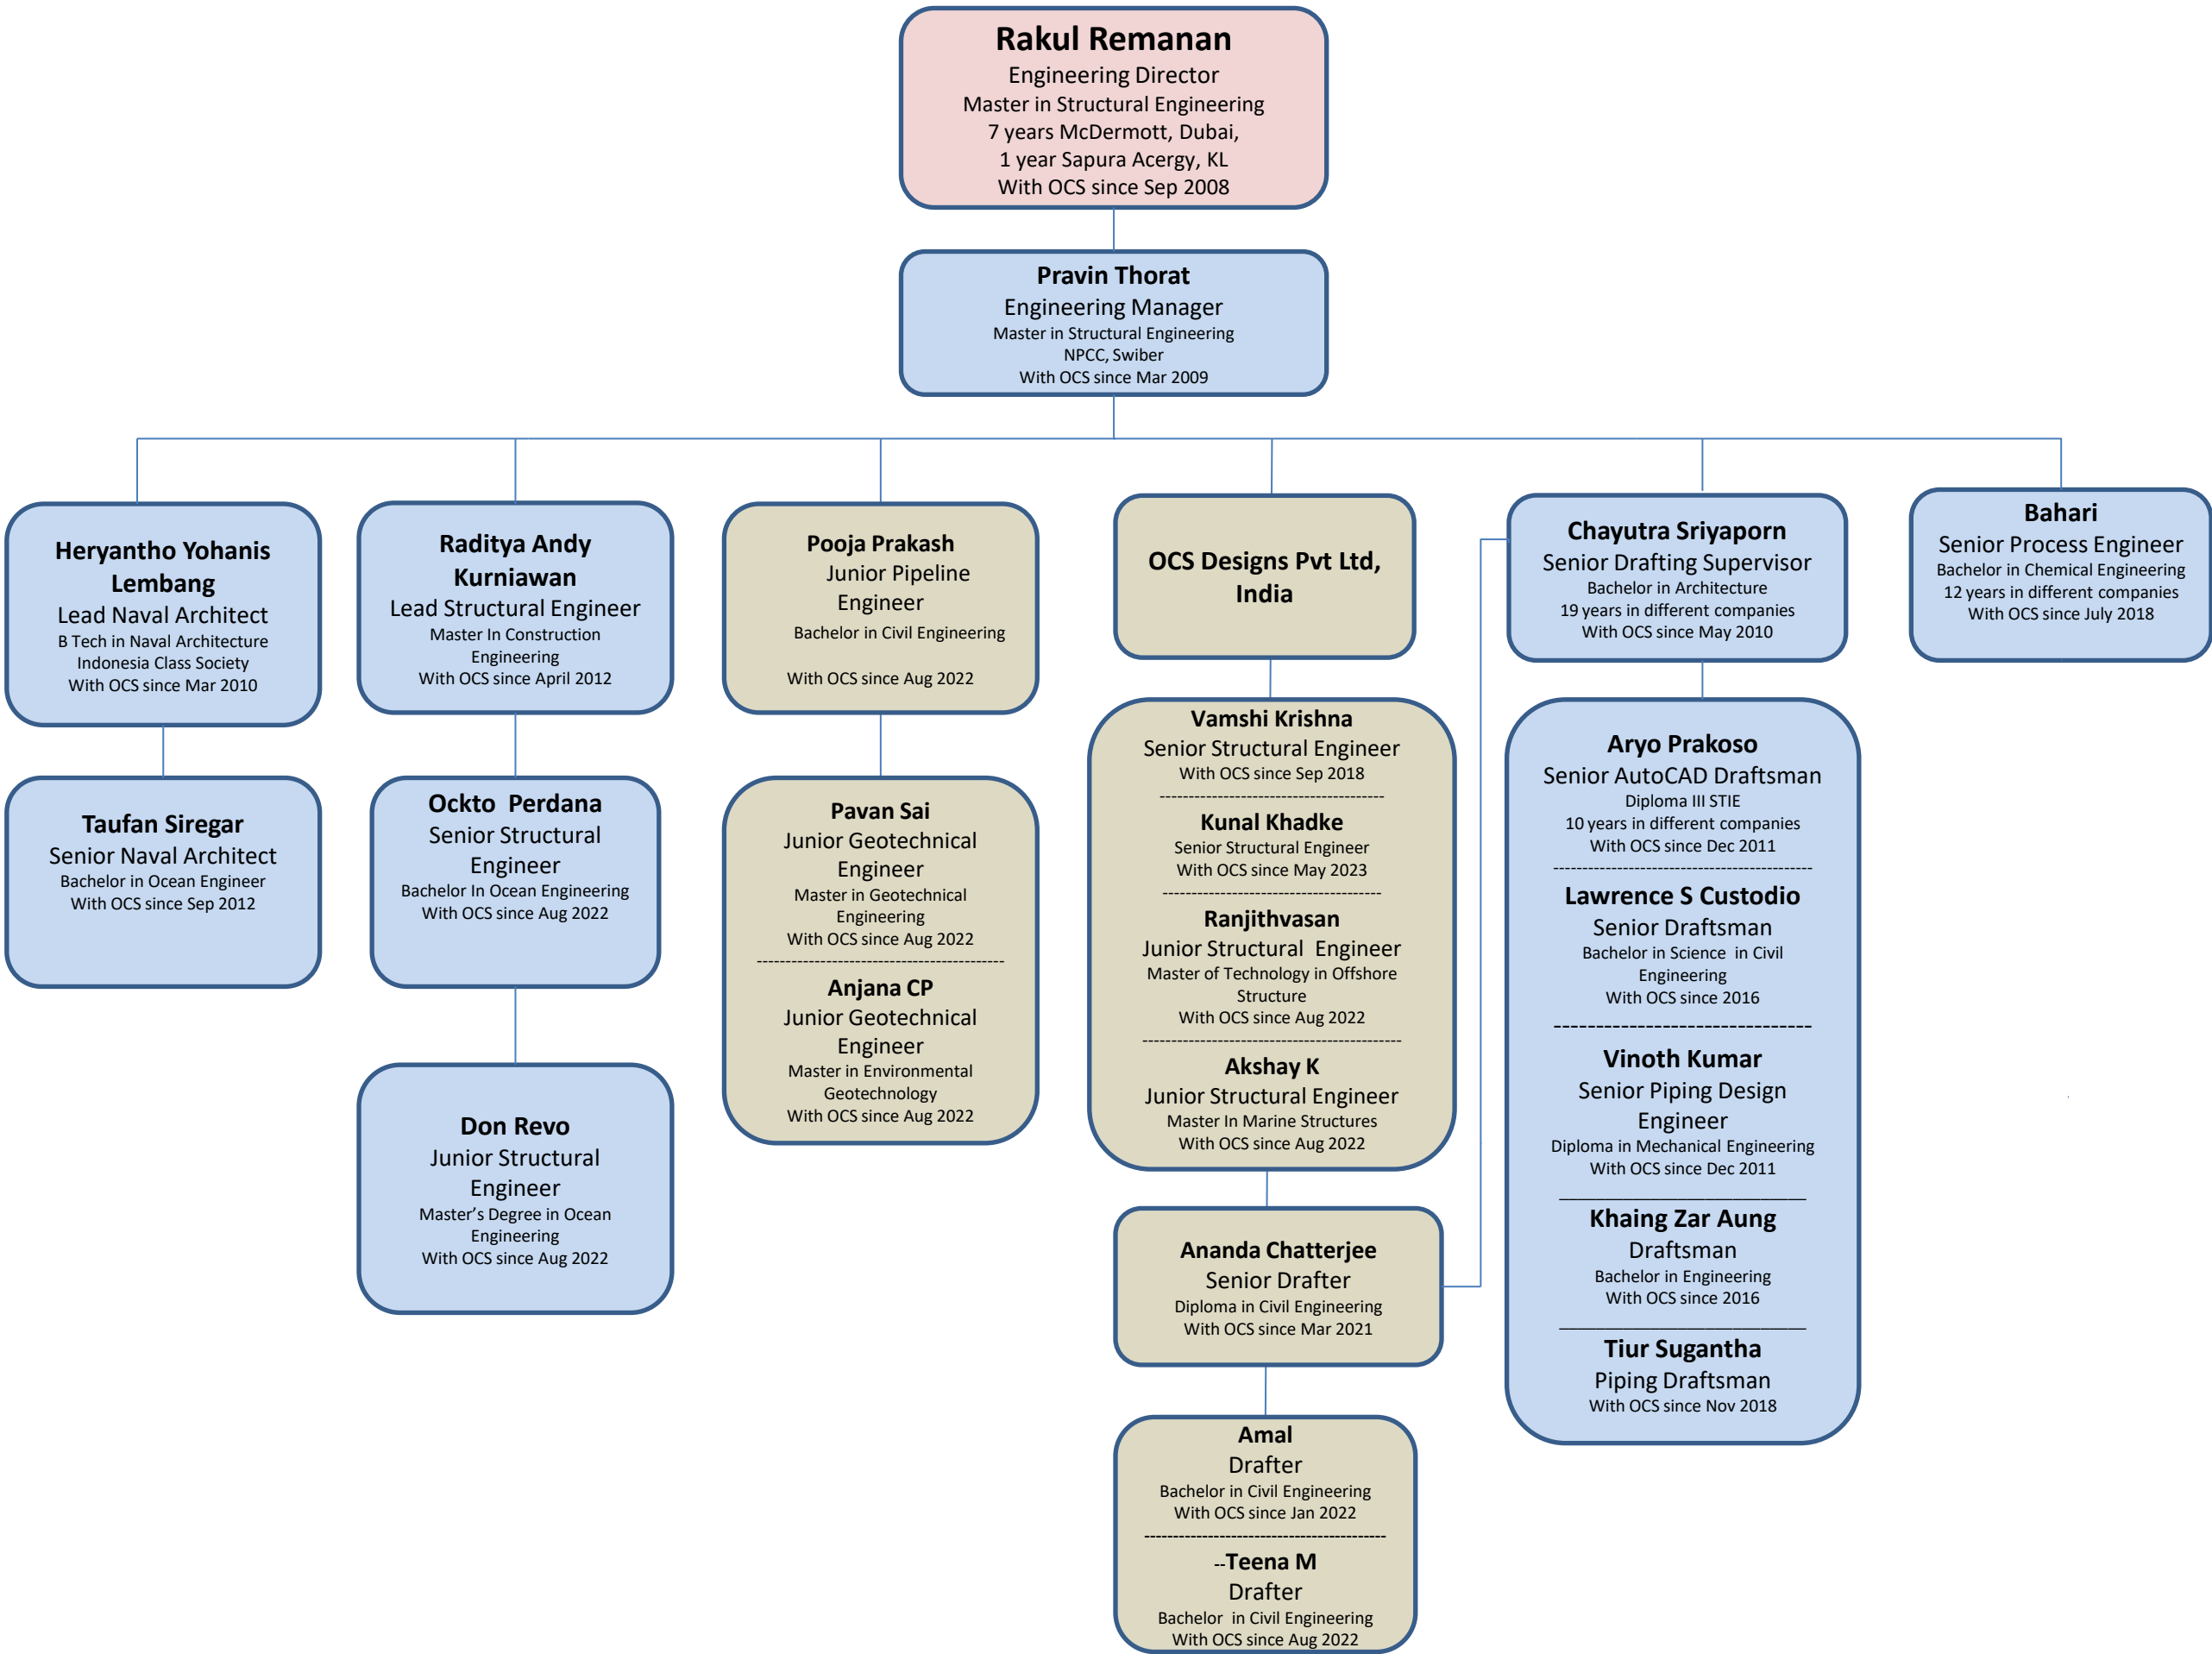 Rakul Remanan
Engineering Director
Master in Structural Engineering
7 years McDermott, Dubai,
1 year Sapura Acergy, KL
With OCS since Sep 2008
Pravin Thorat
Engineering Manager
Master in Structural Engineering
NPCC, Swiber
With OCS since Mar 2009
Heryantho Yohanis
Lembang
Lead Naval Architect
B Tech in Naval Architecture
Indonesia Class Society
With OCS since Mar 2010
Taufan Siregar
Senior Naval Architect
Bachelor in Ocean Engineer
With OCS since Sep 2012
Raditya Andy
Kurniawan
Lead Structural Engineer
Master In Construction
Engineering
With OCS since April 2012
Ockto Perdana
Senior Structural
Engineer
Bachelor In Ocean Engineering
With OCS since Aug 2022
Don Revo
Junior Structural
Engineer
Master’s Degree in Ocean
Engineering
With OCS since Aug 2022
Pooja Prakash
Junior Pipeline
Engineer
Bachelor in Civil Engineering
With OCS since Aug 2022
Pavan Sai
Junior Geotechnical
Engineer
Master in Geotechnical
Engineering
With OCS since Aug 2022
-------------------------------------------
Anjana CP
Junior Geotechnical
Engineer
Master in Environmental
Geotechnology
With OCS since Aug 2022
OCS Designs Pvt Ltd,
India
Vamshi Krishna
Senior Structural Engineer
With OCS since Sep 2018
---------------------------------------
Kunal Khadke
Senior Structural Engineer
With OCS since May 2023
--------------------------------------
Ranjithvasan
Junior Structural Engineer
Master of Technology in Offshore
Structure
With OCS since Aug 2022
---------------------------------------------
Akshay K
Junior Structural Engineer
Master In Marine Structures
With OCS since Aug 2022
Ananda Chatterjee
Senior Drafter
Diploma in Civil Engineering
With OCS since Mar 2021
Amal
Drafter
Bachelor in Civil Engineering
With OCS since Jan 2022
------------------------------------------
--Teena M
Drafter
Bachelor in Civil Engineering
With OCS since Aug 2022
Chayutra Sriyaporn
Senior Drafting Supervisor
Bachelor in Architecture
19 years in different companies
With OCS since May 2010
Aryo Prakoso
Senior AutoCAD Draftsman
Diploma III STIE
10 years in different companies
With OCS since Dec 2011
---------------------------------------------
Lawrence S Custodio
Senior Draftsman
Bachelor in Science in Civil
Engineering
With OCS since 2016
------------------------------
Vinoth Kumar
Senior Piping Design
Engineer
Diploma in Mechanical Engineering
With OCS since Dec 2011
___________________________
Khaing Zar Aung
Draftsman
Bachelor in Engineering
With OCS since 2016
___________________________
Tiur Sugantha
Piping Draftsman
With OCS since Nov 2018
Bahari
Senior Process Engineer
Bachelor in Chemical Engineering
12 years in different companies
With OCS since July 2018